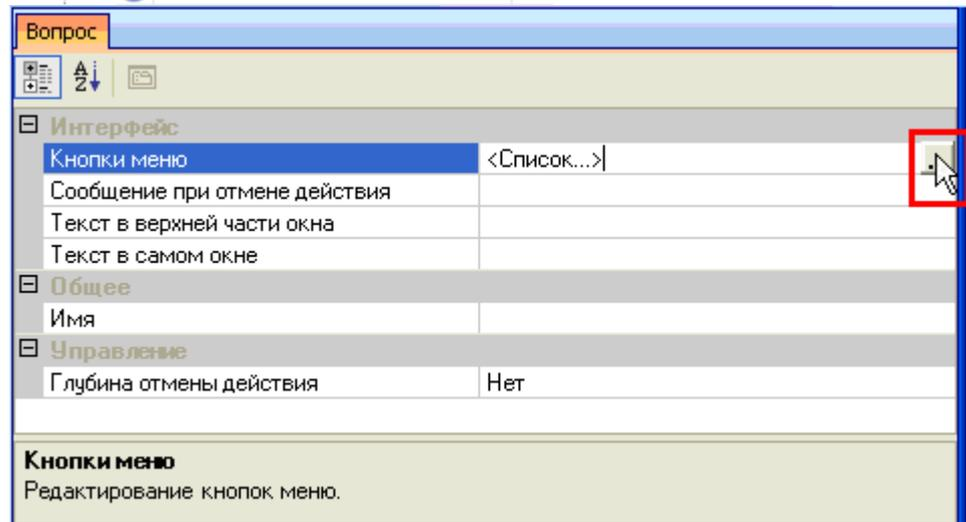 Вопрос
Интерфейс
Кнопки меню <Список...>
Сообщение при отмене действия
Текст в верхней части окна
Текст в самом окне
Общее
Имя
Управление
Глубина отмены действия Нет
Кнопки меню
Редактирование кнопок меню.